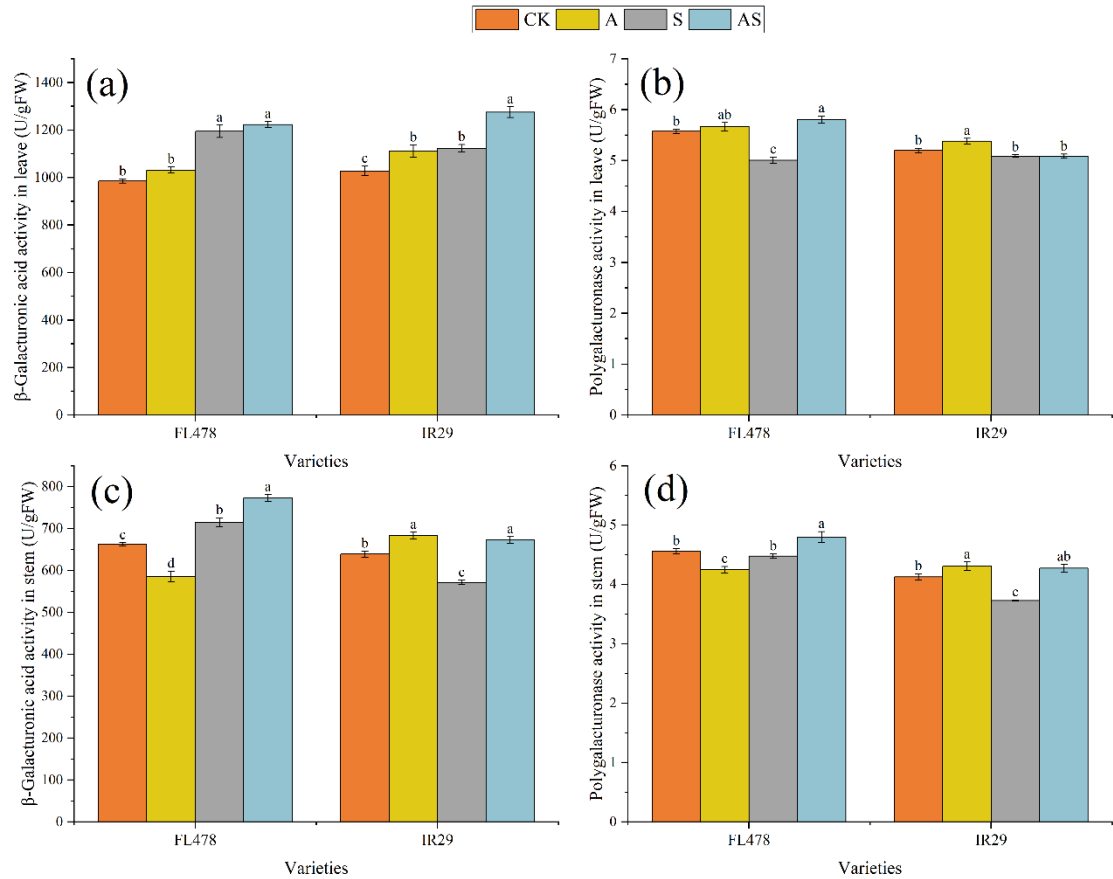 CK A S AS
(a)
β-Galacturonic acid activity in leave (U/gFW)
1400
1200
1000
800
600
400
200
0
b b a a
c b b a
FL478 IR29
Varieties
(b)
Polygalacturonase activity in leave (U/gFW)
7
6
5
4
3
2
1
0
b ab c a
b a b b
FL478 IR29
Varieties
(c)
β-Galacturonic acid activity in stem (U/gFW)
800
700
600
500
400
300
200
100
0
c d b a
b a c a
FL478 IR29
Varieties
(d)
Polygalacturonase activity in stem (U/gFW)
6
5
4
3
2
1
0
b c b a
b a c ab
FL478 IR29
Varieties